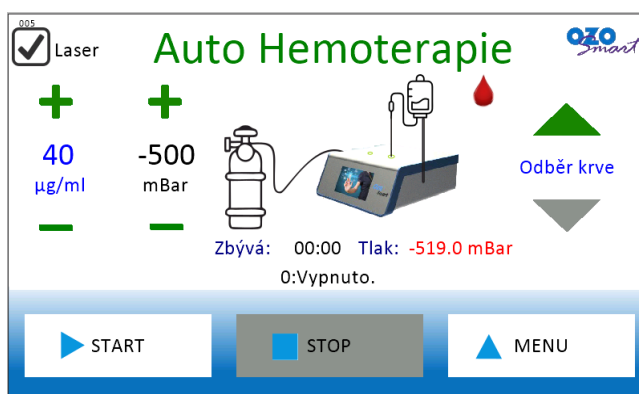 005
Laser
Auto Hemoterapie
OZO
Smart
40
µg/ml
-500
mBar
Odběr krve
Zbývá: 00:00 Tlak: -519.0 mBar
0:Vypnuto.
START
STOP
MENU